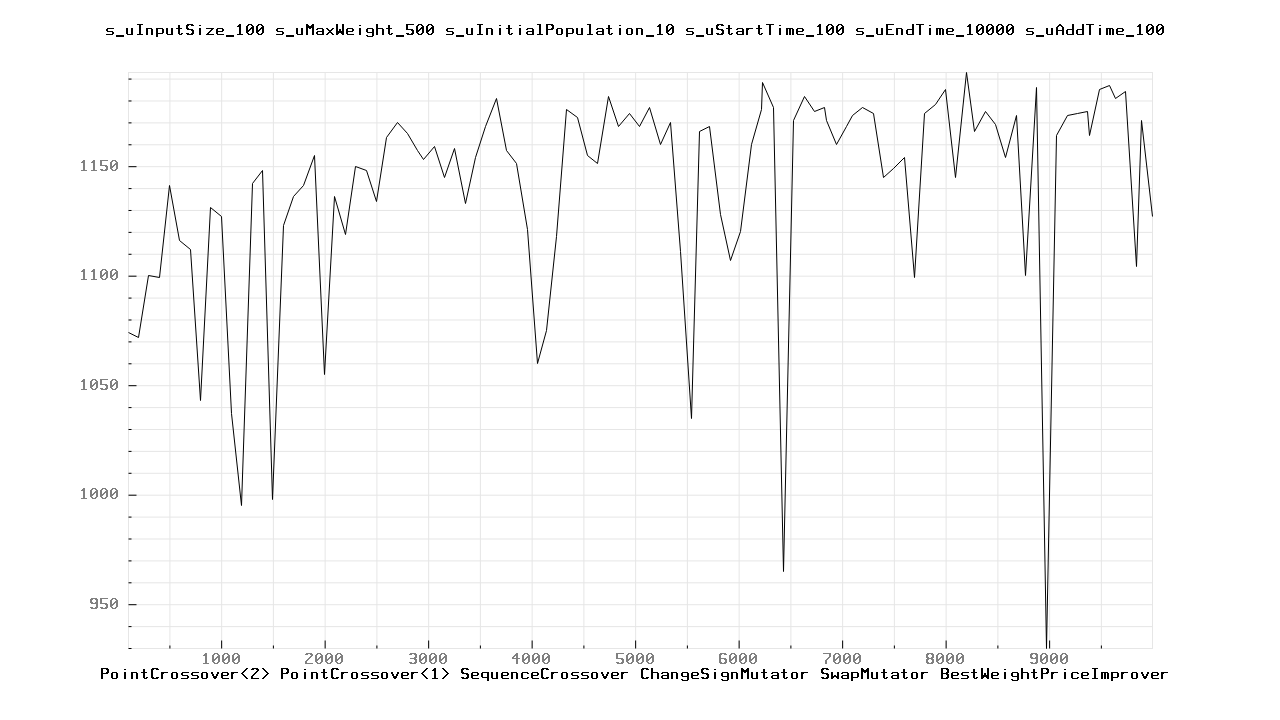 s_uInputSize_100 s_uMaxWeight_500 s_uInitialPopulation_10 s_uStartTime_100 s_uEndTime_10000 s_uAddTime_100
1150
1100
1050
1000
950
1000 2000 3000 4000 5000 6000 7000 8000 9000
PointCrossover<2> PointCrossover<1> SequenceCrossover ChangeSignMutator SwapMutator BestWeightPriceImprover